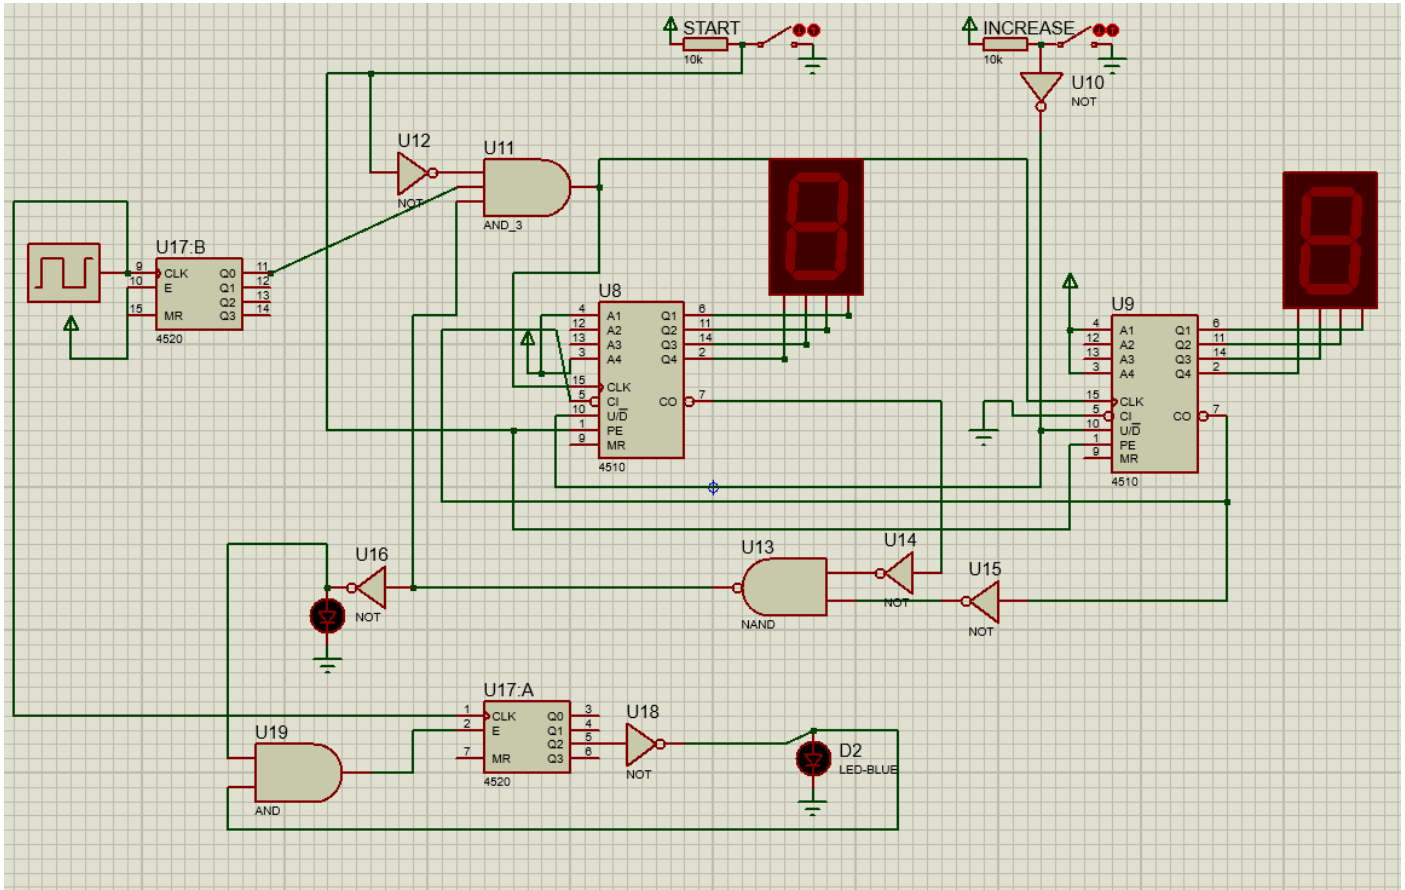 START
10k
INCREASE
10k
U10
NOT
U12
NOT
U11
AND_3
U17:B
9 CLK Q0 11
10 E Q1 12
Q2 13
15 MR Q3 14
4520
U8
4 A1 Q1 6
12 A2 Q2 11
13 A3 Q3 14
3 A4 Q4 2
15 CLK
5 CI CO 7
10 U/D
1 PE
9 MR
4510
U9
4 A1 Q1 6
12 A2 Q2 11
13 A3 Q3 14
3 A4 Q4 2
15 CLK
5 CI CO 7
10 U/D
1 PE
9 MR
4510
U16
NOT
U13
NAND
U14
NOT
U15
NOT
U19
AND
U17:A
1 CLK Q0 3
2 E Q1 4
Q2 5
7 MR Q3 6
4520
U18
NOT
D2
LED-BLUE